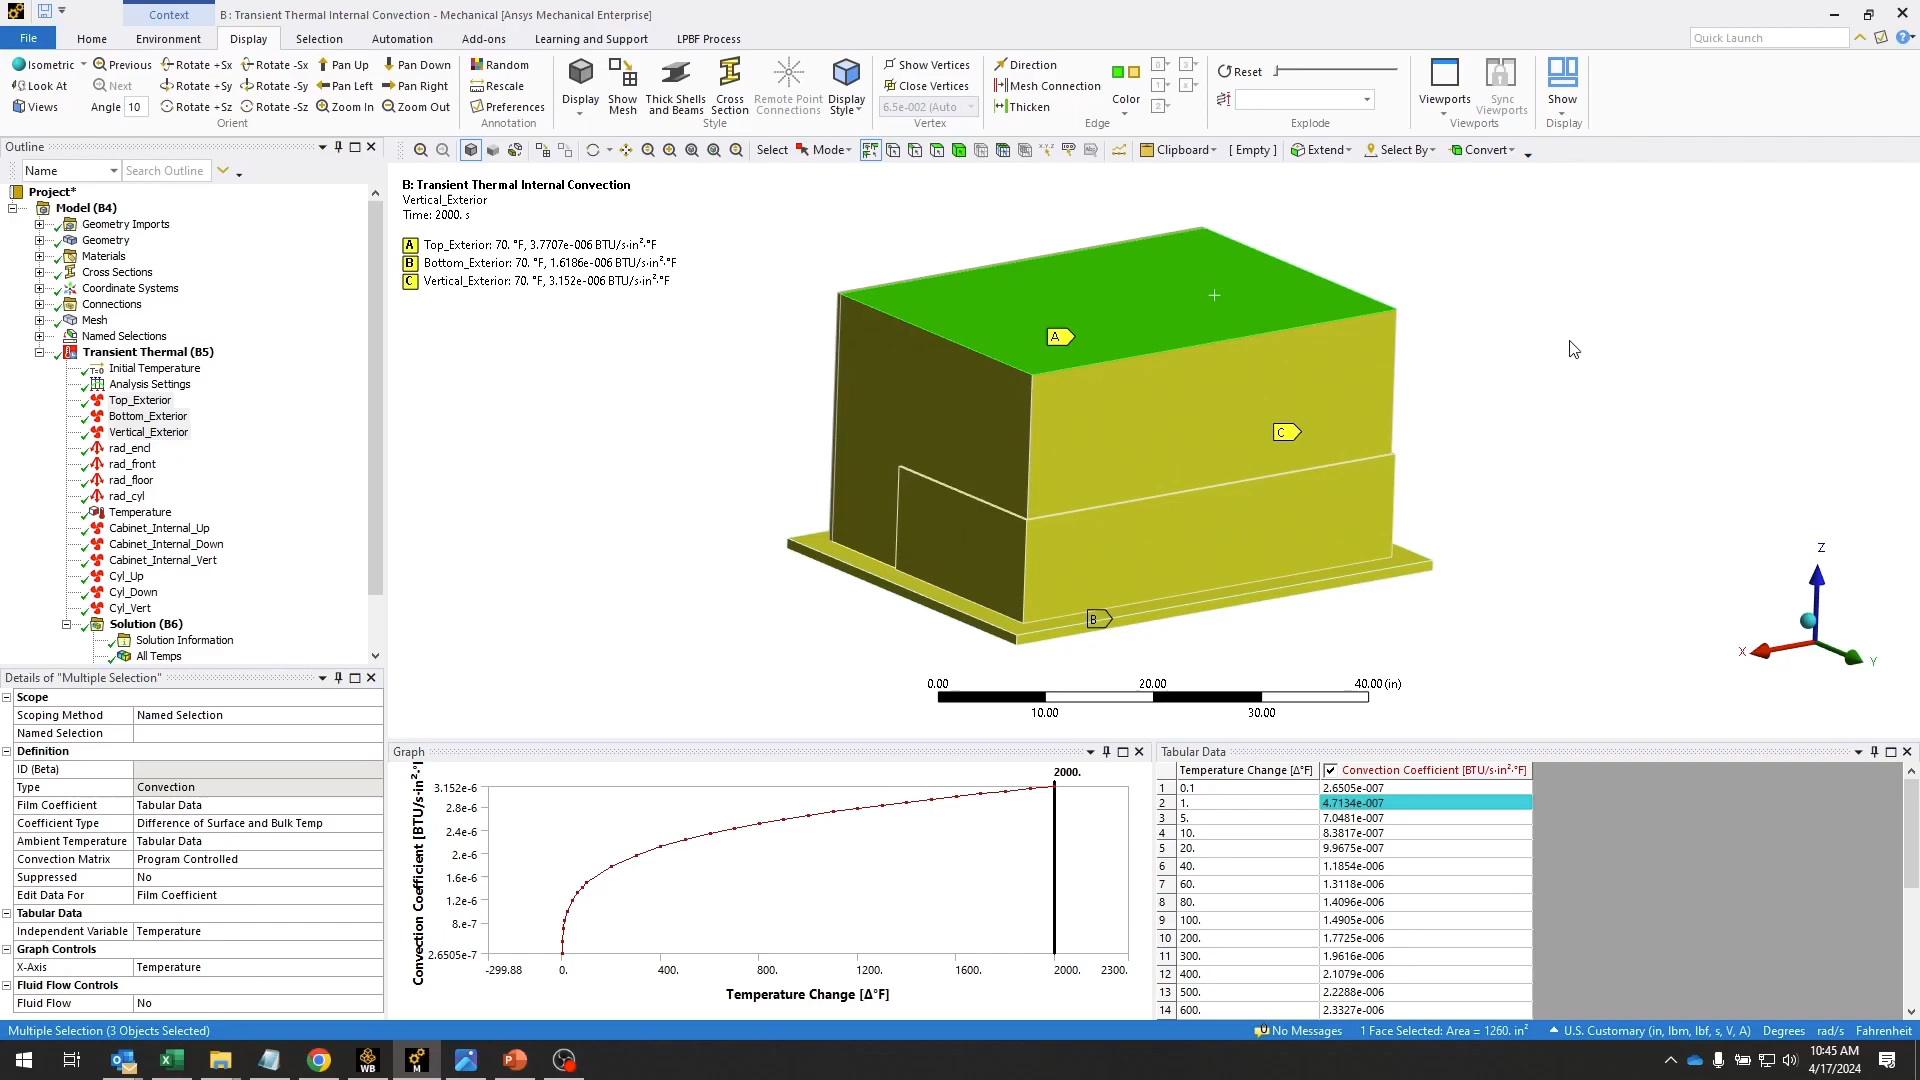 Context
B : Transient Thermal Internal Convection - Mechanical [Ansys Mechanical Enterprise]
File
Home
Environment
Display
Selection
Automation
Add-ons
Learning and Support
LPBF Process
Quick Launch
Isometric
Previous
Rotate +Sx
Rotate -Sx
Pan Up
Pan Down
Look At
Next
Rotate +Sy
Rotate -Sy
Pan Left
Pan Right
Views
Angle 10
Rotate +Sz
Rotate -Sz
Zoom In
Zoom Out
Orient
Random
Rescale
Preferences
Annotation
Display
Show Mesh
Thick Shells and Beams
Cross Section
Remote Point Connections
Display Style
Style
Show Vertices
Close Vertices
6.5e-002 (Auto
Vertex
Direction
Mesh Connection
Thicken
Color
Edge
Reset
Explode
Viewports
Sync Viewports
Viewports
Show
Display
Outline
Name
Search Outline
Select
Mode
Clipboard
[ Empty ]
Extend
Select By
Convert
Project*
Model (B4)
Geometry Imports
Geometry
Materials
Cross Sections
Coordinate Systems
Connections
Mesh
Named Selections
Transient Thermal (B5)
Initial Temperature
Analysis Settings
Top_Exterior
Bottom_Exterior
Vertical_Exterior
rad_encl
rad_front
rad_floor
rad_cyl
Temperature
Cabinet_Internal_Up
Cabinet_Internal_Down
Cabinet_Internal_Vert
Cyl_Up
Cyl_Down
Cyl_Vert
Solution (B6)
Solution Information
All Temps
B: Transient Thermal Internal Convection
Vertical_Exterior
Time: 2000. s
A Top_Exterior: 70. °F, 3.7707e-006 BTU/s·in²·°F
B Bottom_Exterior: 70. °F, 1.6186e-006 BTU/s·in²·°F
C Vertical_Exterior: 70. °F, 3.152e-006 BTU/s·in²·°F
A
C
B
0.00
20.00
40.00 (in)
10.00
30.00
Z
X
Y
Details of "Multiple Selection"
Scope
Scoping Method Named Selection
Named Selection
Definition
ID (Beta)
Type Convection
Film Coefficient Tabular Data
Coefficient Type Difference of Surface and Bulk Temp
Ambient Temperature Tabular Data
Convection Matrix Program Controlled
Suppressed No
Edit Data For Film Coefficient
Tabular Data
Independent Variable Temperature
Graph Controls
X-Axis Temperature
Fluid Flow Controls
Fluid Flow No
Graph
2000.
Convection Coefficient [BTU/s·in²·°F
3.152e-6
2.8e-6
2.4e-6
2.e-6
1.6e-6
1.2e-6
8.e-7
2.6505e-7
-299.88
0.
400.
800.
1200.
1600.
2000.
2300.
Temperature Change [Δ°F]
Tabular Data
Temperature Change [Δ°F] Convection Coefficient [BTU/s·in²·°F]
1 0.1 2.6505e-007
2 1. 4.7134e-007
3 5. 7.0481e-007
4 10. 8.3817e-007
5 20. 9.9675e-007
6 40. 1.1854e-006
7 60. 1.3118e-006
8 80. 1.4096e-006
9 100. 1.4905e-006
10 200. 1.7725e-006
11 300. 1.9616e-006
12 400. 2.1079e-006
13 500. 2.2288e-006
14 600. 2.3327e-006
Multiple Selection (3 Objects Selected)
No Messages
1 Face Selected: Area = 1260. in²
U.S. Customary (in, lbm, lbf, s, V, A)
Degrees
rad/s
Fahrenheit
WB
M
10:45 AM
4/17/2024